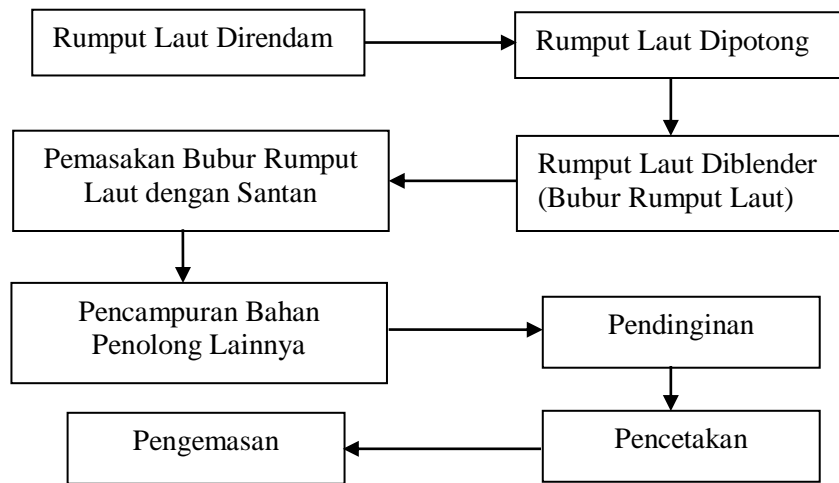 Rumput Laut Direndam
Rumput Laut Dipotong
Rumput Laut Diblender
(Bubur Rumput Laut)
Pemasakan Bubur Rumput
Laut dengan Santan
Pencampuran Bahan
Penolong Lainnya
Pendinginan
Pencetakan
Pengemasan